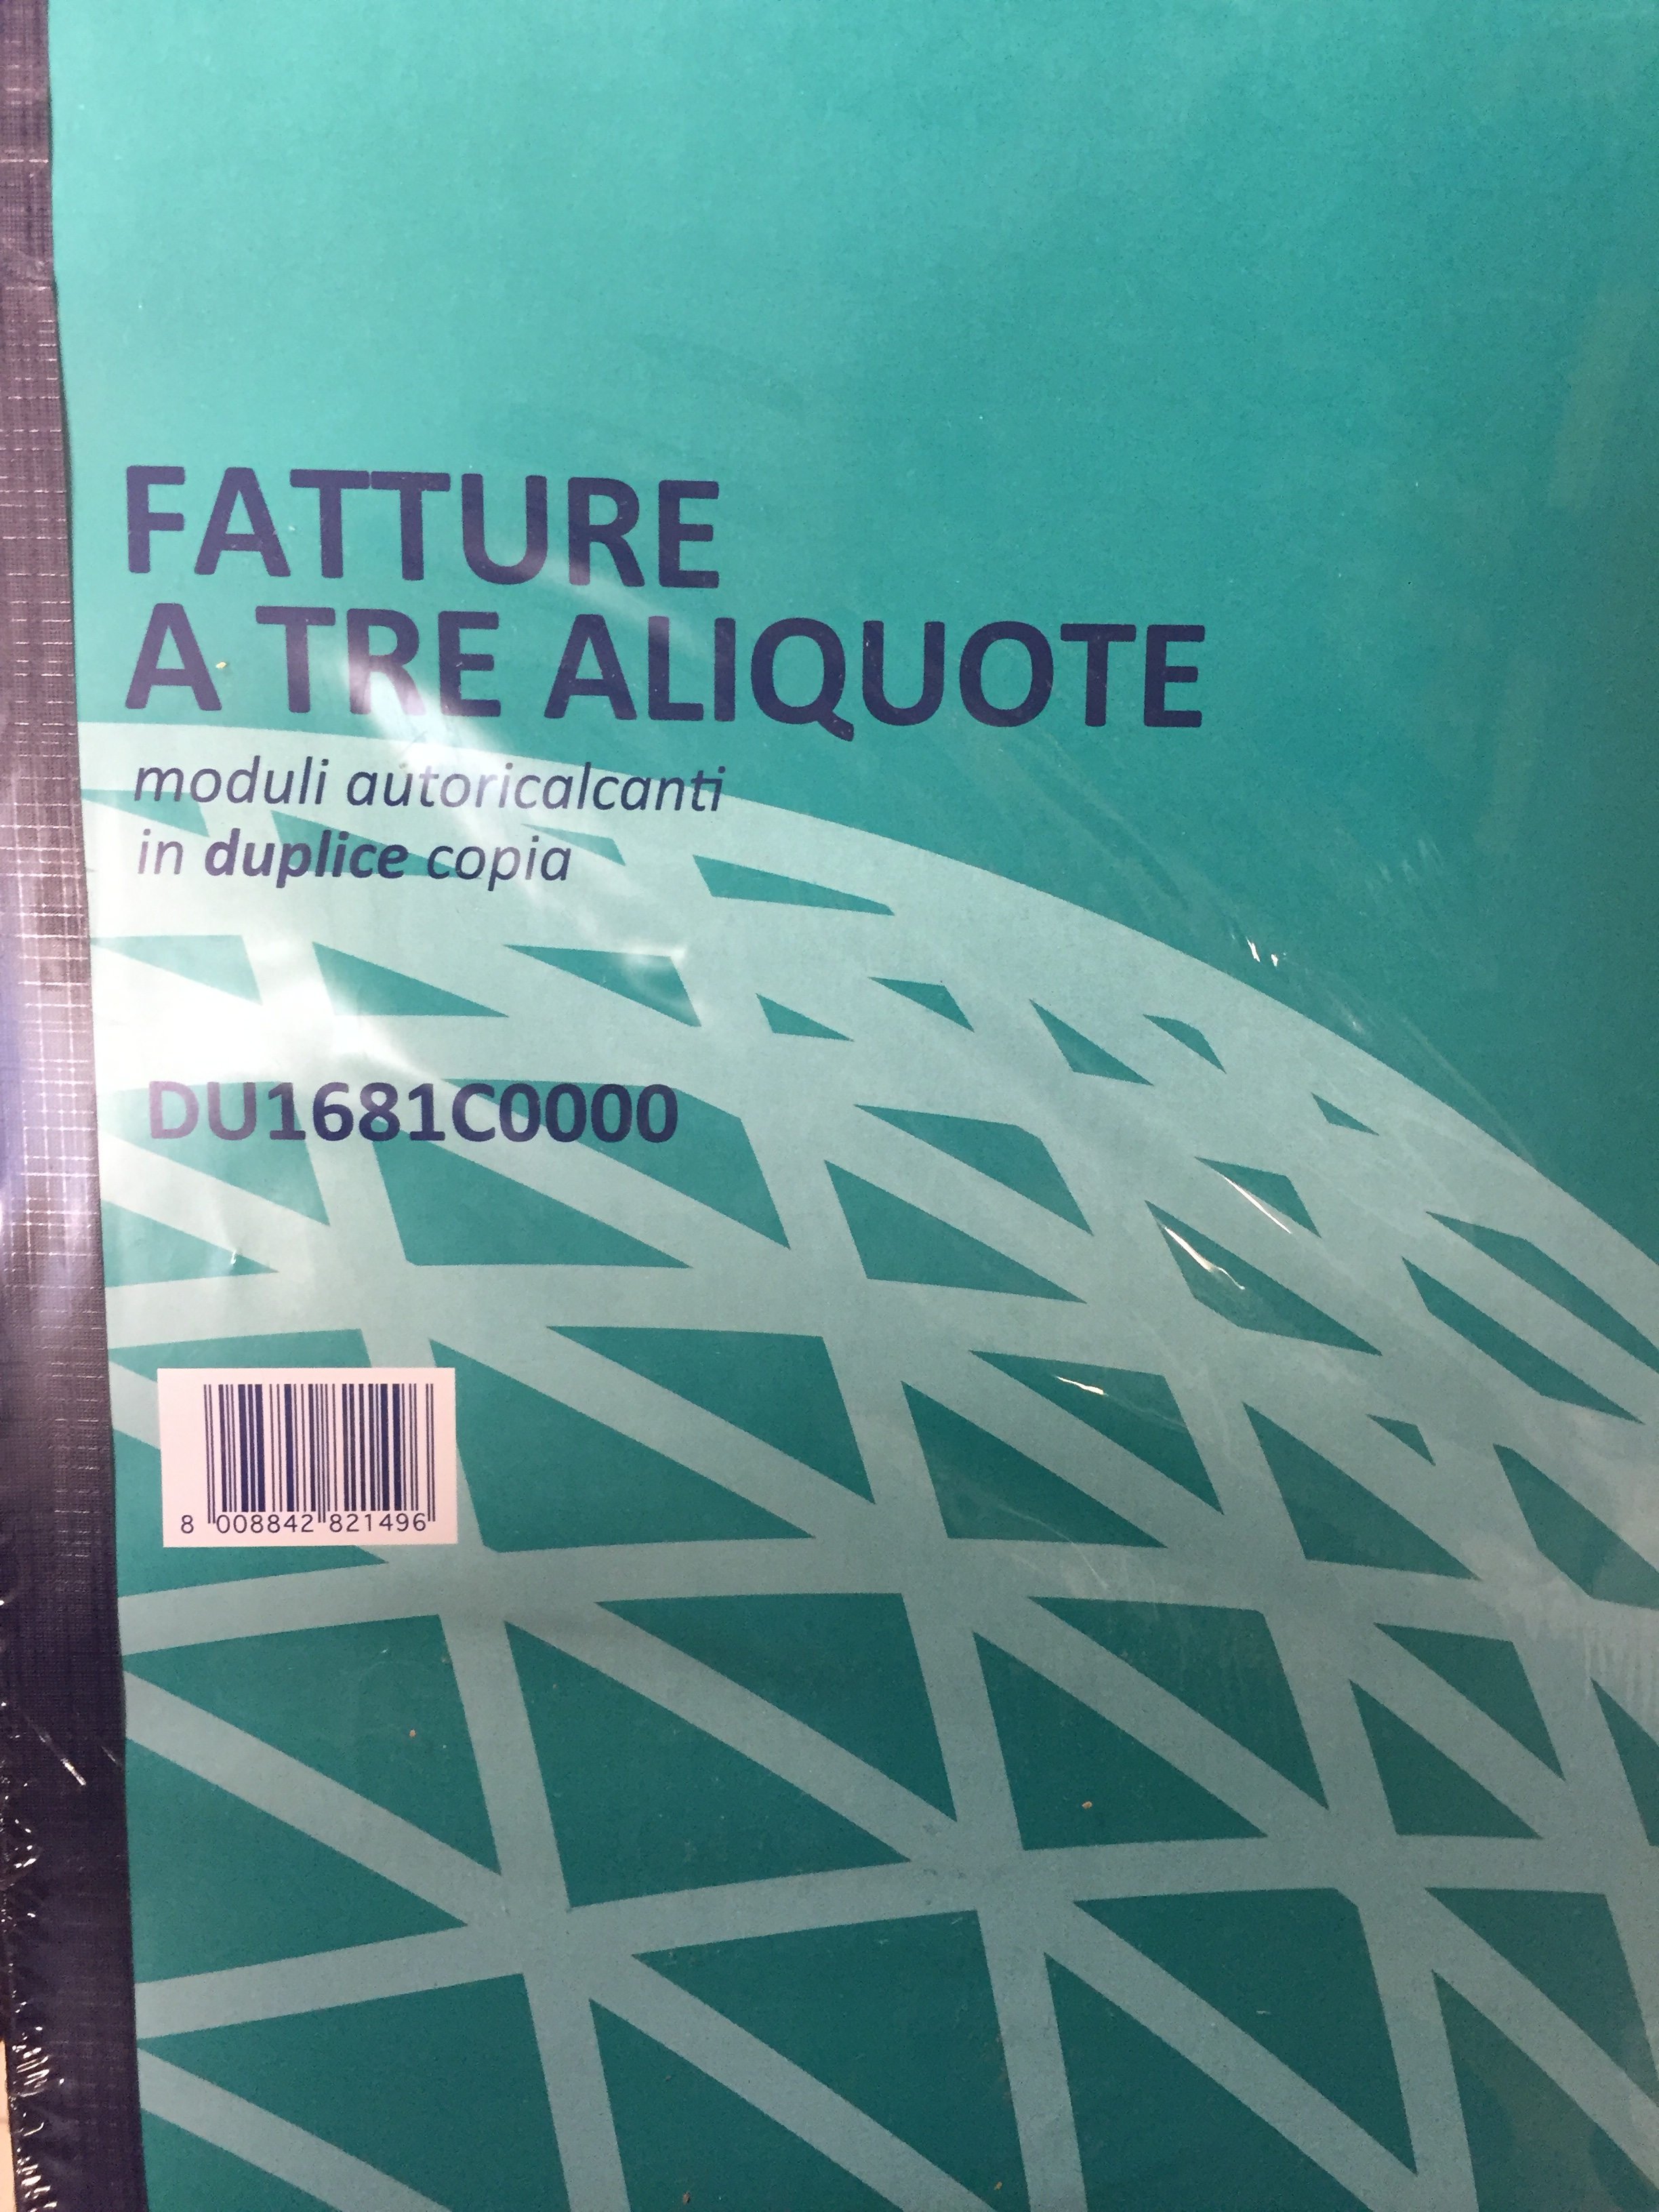 FATTURE
A TRE ALIQUOTE
moduli autoricalcanti
in duplice copia
DU1681C0000
8 008842 821496